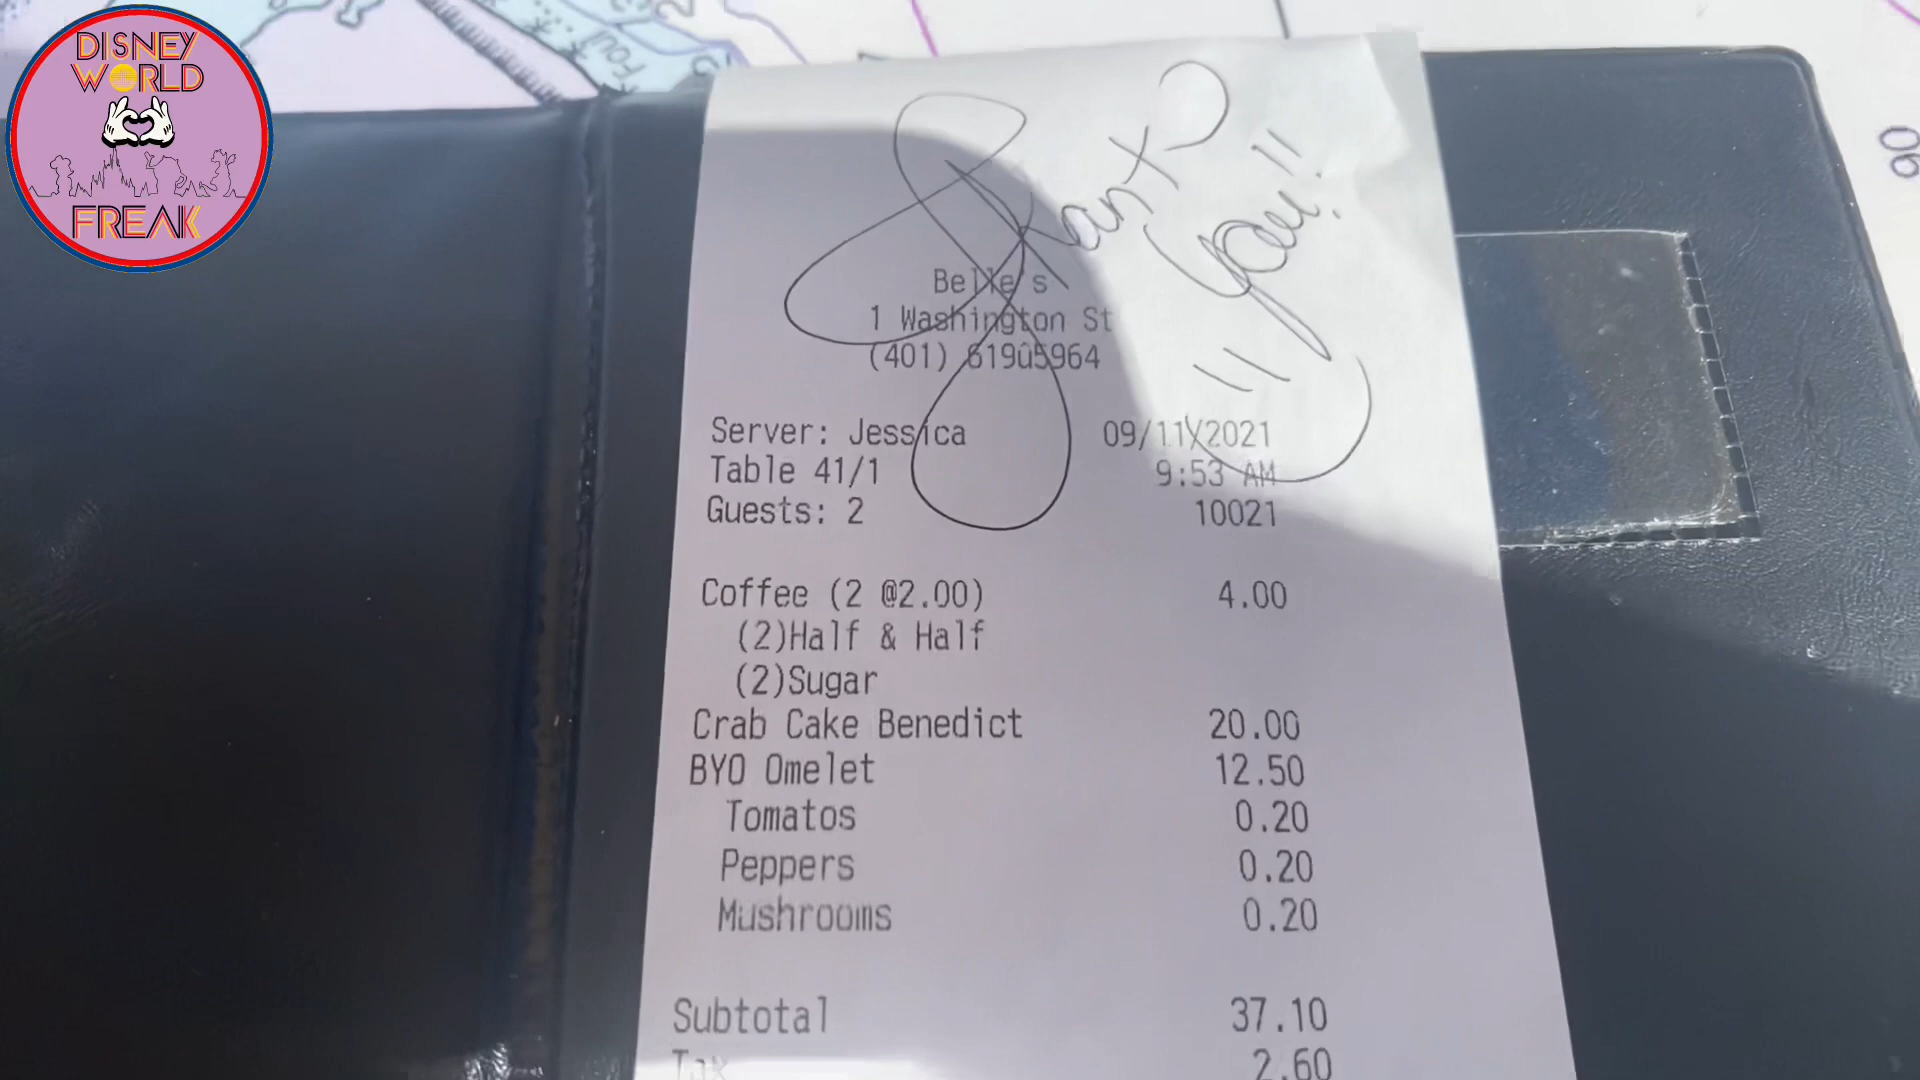 DISNEY
WORLD
FREAK
Thank
you!!
Belle's
1 Washington St
(401) 619û5964
Server: Jessica 09/11/2021
Table 41/1 9:53 AM
Guests: 2 10021
Coffee (2 @2.00) 4.00
(2)Half & Half
(2)Sugar
Crab Cake Benedict 20.00
BYO Omelet 12.50
Tomatos 0.20
Peppers 0.20
Mushrooms 0.20
Subtotal 37.10
Tax 2.60